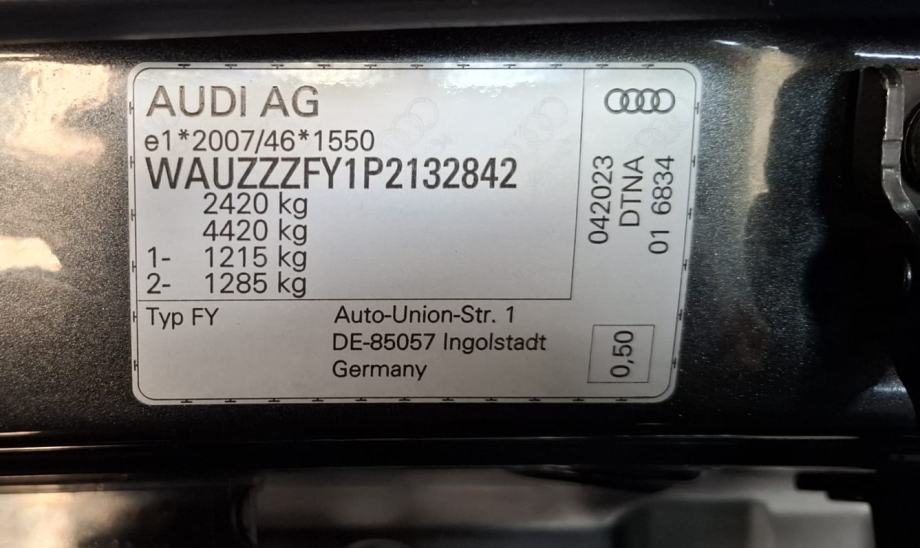 AUDI AG
e1*2007/46*1550
WAUZZZFY1P2132842
2420 kg
4420 kg
1- 1215 kg
2- 1285 kg
Typ FY
Auto-Union-Str. 1
DE-85057 Ingolstadt
Germany
042023
DTNA
01 6834
0,50